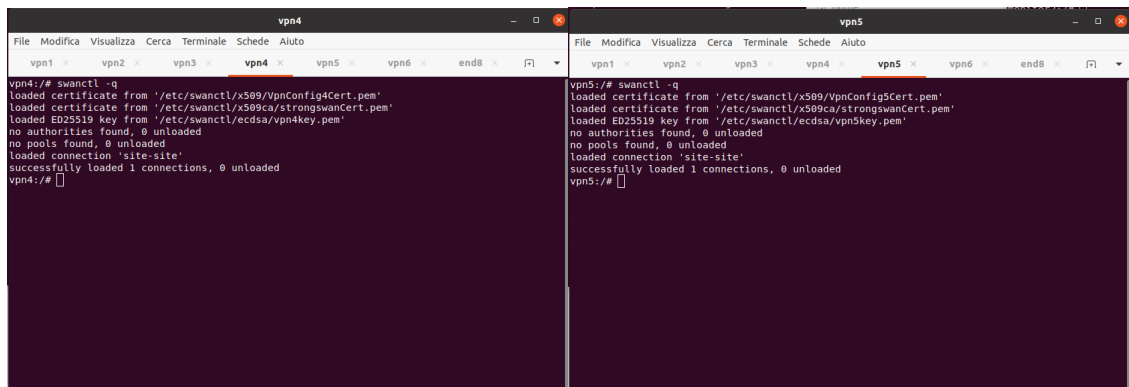 vpn4
File Modifica Visualizza Cerca Terminale Schede Aiuto
vpn1 × vpn2 × vpn3 × vpn4 × vpn5 × vpn6 × end8 ×
vpn4:/# swanctl -q
loaded certificate from '/etc/swanctl/x509/VpnConfig4Cert.pem'
loaded certificate from '/etc/swanctl/x509ca/strongswanCert.pem'
loaded ED25519 key from '/etc/swanctl/ecdsa/vpn4key.pem'
no authorities found, 0 unloaded
no pools found, 0 unloaded
loaded connection 'site-site'
successfully loaded 1 connections, 0 unloaded
vpn4:/#
vpn5
File Modifica Visualizza Cerca Terminale Schede Aiuto
vpn1 × vpn2 × vpn3 × vpn4 × vpn5 × vpn6 × end8 ×
vpn5:/# swanctl -q
loaded certificate from '/etc/swanctl/x509/VpnConfig5Cert.pem'
loaded certificate from '/etc/swanctl/x509ca/strongswanCert.pem'
loaded ED25519 key from '/etc/swanctl/ecdsa/vpn5key.pem'
no authorities found, 0 unloaded
no pools found, 0 unloaded
loaded connection 'site-site'
successfully loaded 1 connections, 0 unloaded
vpn5:/#